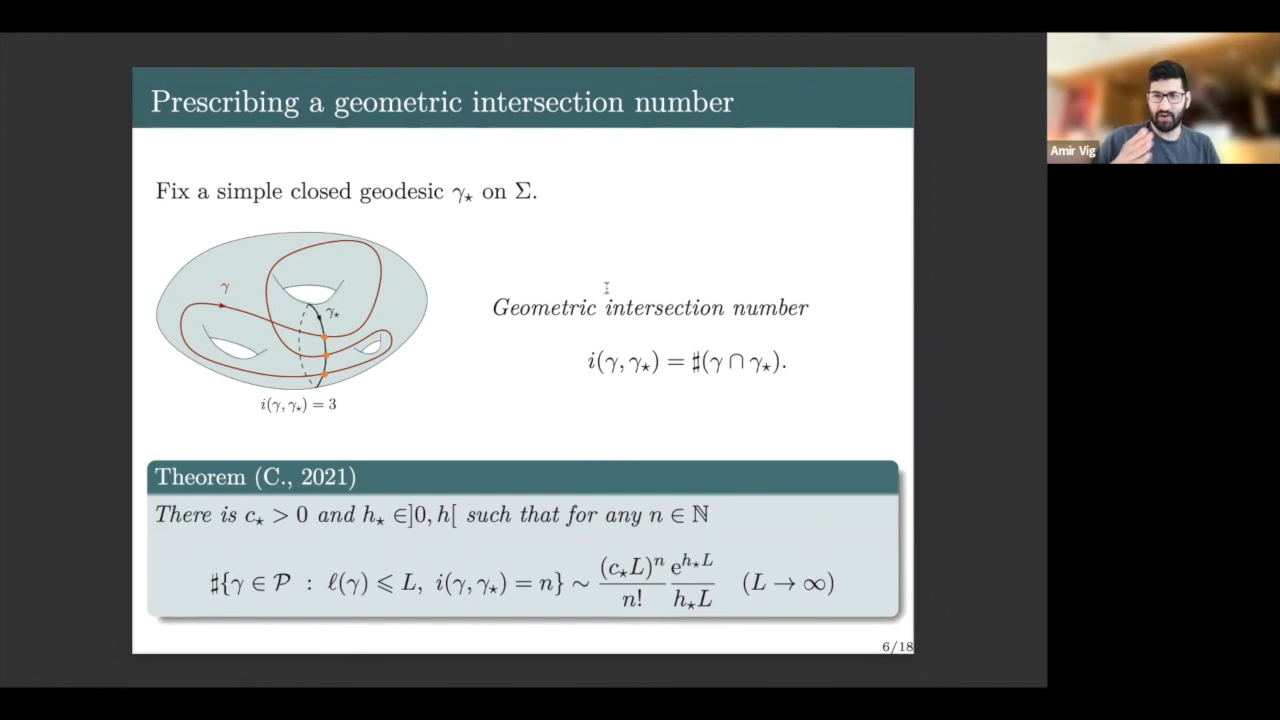 Prescribing a geometric intersection number
Amir Vig
Fix a simple closed geodesic γ⋆ on Σ.
γ
γ⋆
i(γ, γ⋆) = 3
Geometric intersection number
i(γ, γ⋆) = ♯(γ ∩ γ⋆).
Theorem (C., 2021)
There is c⋆ > 0 and h⋆ ∈]0, h[ such that for any n ∈ ℕ
♯{γ ∈ 𝒫 : ℓ(γ) ⩽ L, i(γ, γ⋆) = n} ∼ (c⋆L)ⁿ/n! e^{h⋆L}/h⋆L (L → ∞)
6/18